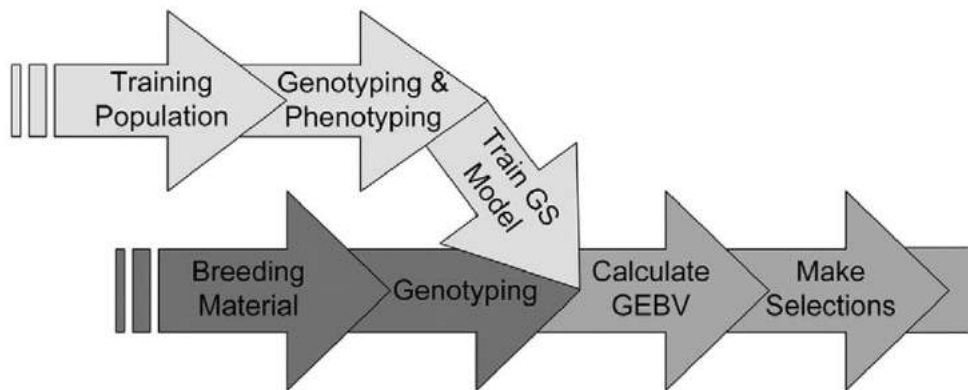 Training
Population
Genotyping &
Phenotyping
Train GS
Model
Breeding
Material
Genotyping
Calculate
GEBV
Make
Selections